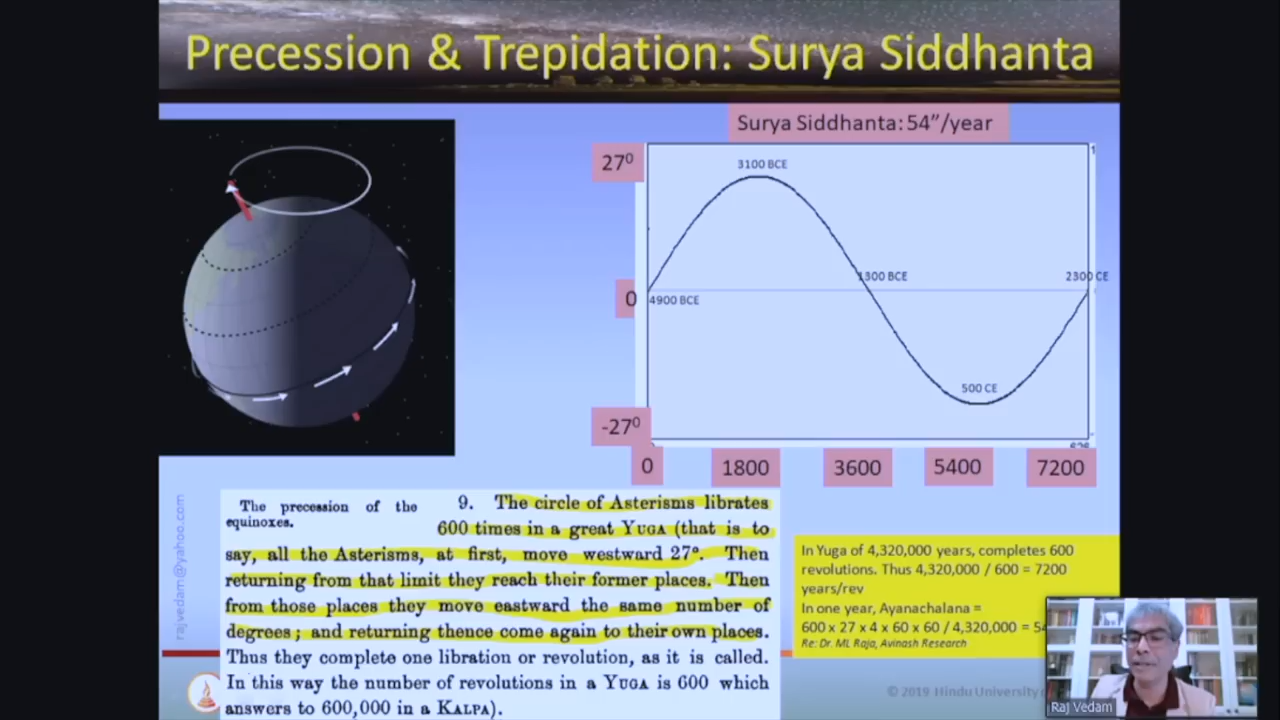 Precession & Trepidation: Surya Siddhanta
Surya Siddhanta: 54”/year
27⁰
3100 BCE
0
4900 BCE
1300 BCE
2300 CE
500 CE
-27⁰
0
1800
3600
5400
7200
rajvedam@yahoo.com
The precession of the
equinoxes.
9. The circle of Asterisms librates
600 times in a great YUGA (that is to
say, all the Asterisms, at first, move westward 27°. Then
returning from that limit they reach their former places. Then
from those places they move eastward the same number of
degrees; and returning thence come again to their own places.
Thus they complete one libration or revolution, as it is called.
In this way the number of revolutions in a YUGA is 600 which
answers to 600,000 in a KALPA).
In Yuga of 4,320,000 years, completes 600
revolutions. Thus 4,320,000 / 600 = 7200
years/rev
In one year, Ayanachalana =
600 x 27 x 4 x 60 x 60 / 4,320,000 =
Re: Dr. ML Raja, Avinash Research
© 2019 Hindu University
Raj Vedam